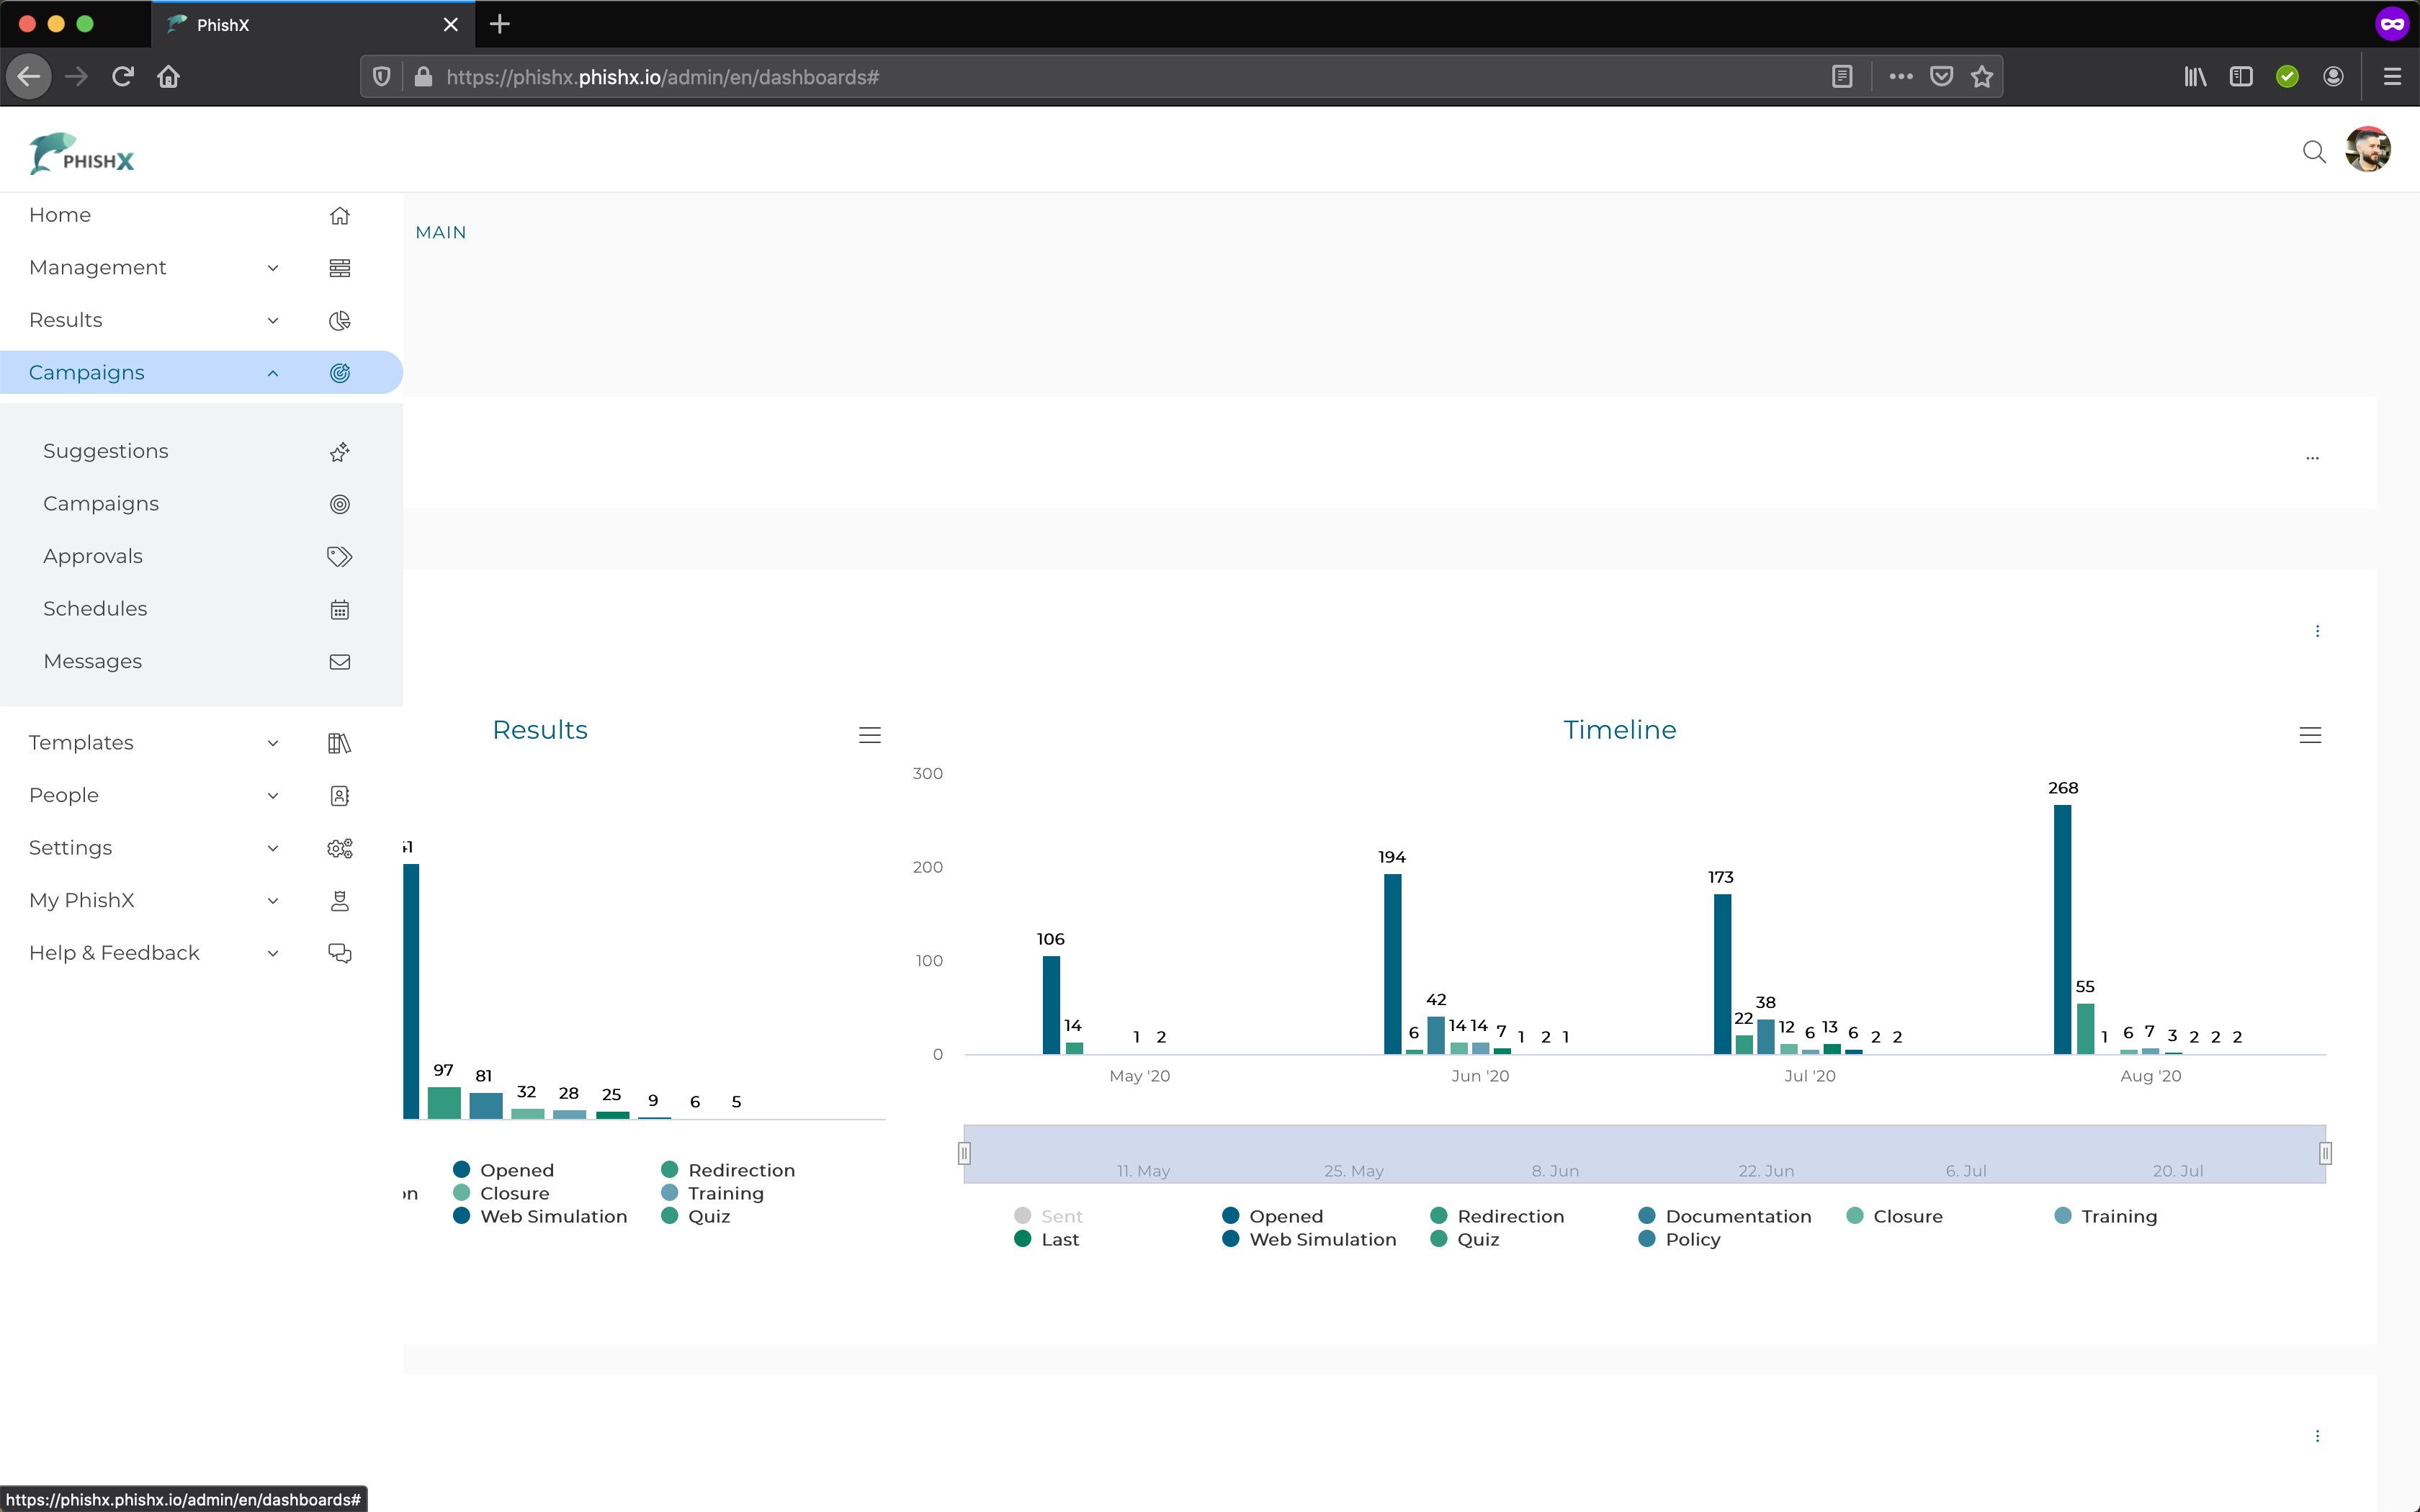 PhishX
https://phishx.phishx.io/admin/en/dashboards#
PHISHX
Home
Management
Results
Campaigns
Suggestions
Campaigns
Approvals
Schedules
Messages
Templates
People
Settings
My PhishX
Help & Feedback
MAIN
...
Results
41
97
81
32
28
25
9
6
5
on
Opened
Redirection
Closure
Training
Web Simulation
Quiz
Timeline
300
200
100
0
106
14
1
2
194
6
42
14
14
7
1
2
1
173
22
38
12
6
13
6
2
2
268
55
1
6
7
3
2
2
2
May '20
Jun '20
Jul '20
Aug '20
11. May
25. May
8. Jun
22. Jun
6. Jul
20. Jul
Sent
Opened
Redirection
Documentation
Closure
Training
Last
Web Simulation
Quiz
Policy
https://phishx.phishx.io/admin/en/dashboards#